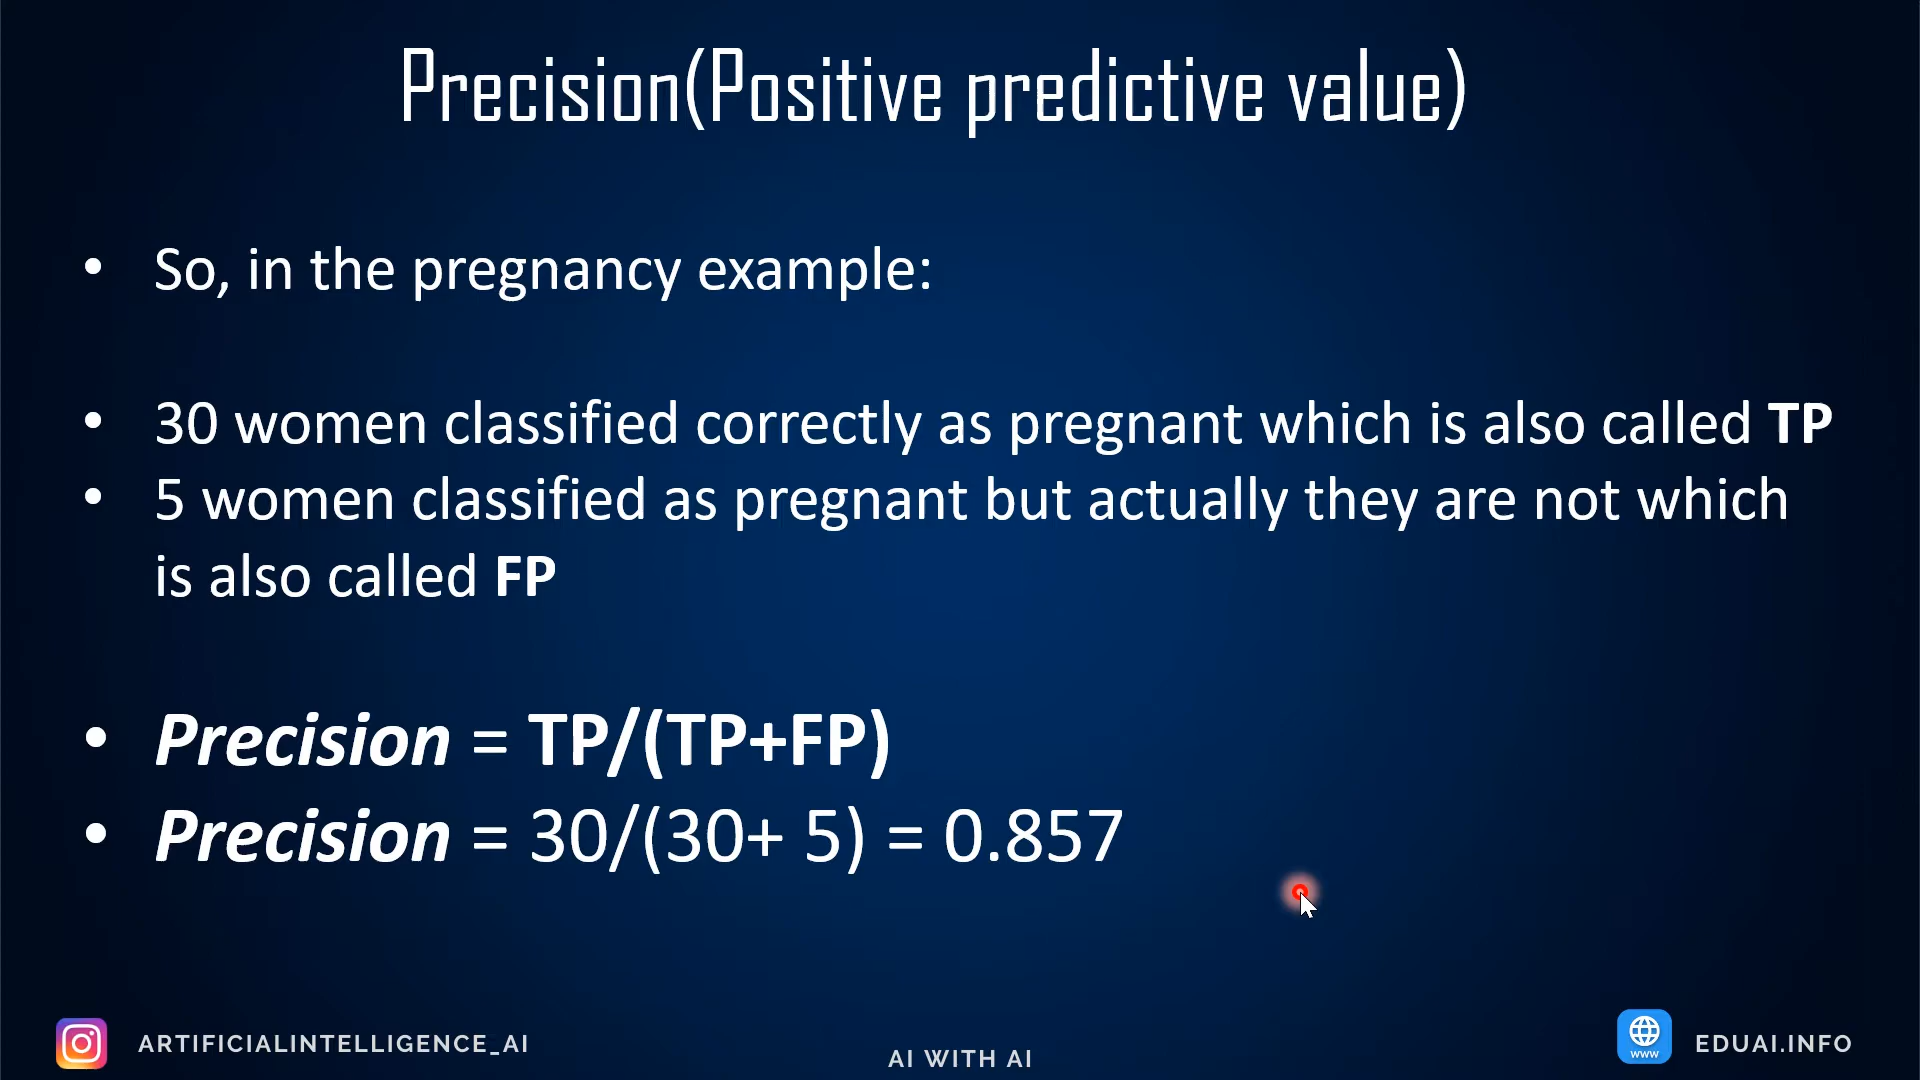 Precision(Positive predictive value)
• So, in the pregnancy example:
• 30 women classified correctly as pregnant which is also called TP
• 5 women classified as pregnant but actually they are not which
is also called FP
• Precision = TP/(TP+FP)
• Precision = 30/(30+ 5) = 0.857
ARTIFICIALINTELLIGENCE_AI
AI WITH AI
www
EDUAI.INFO